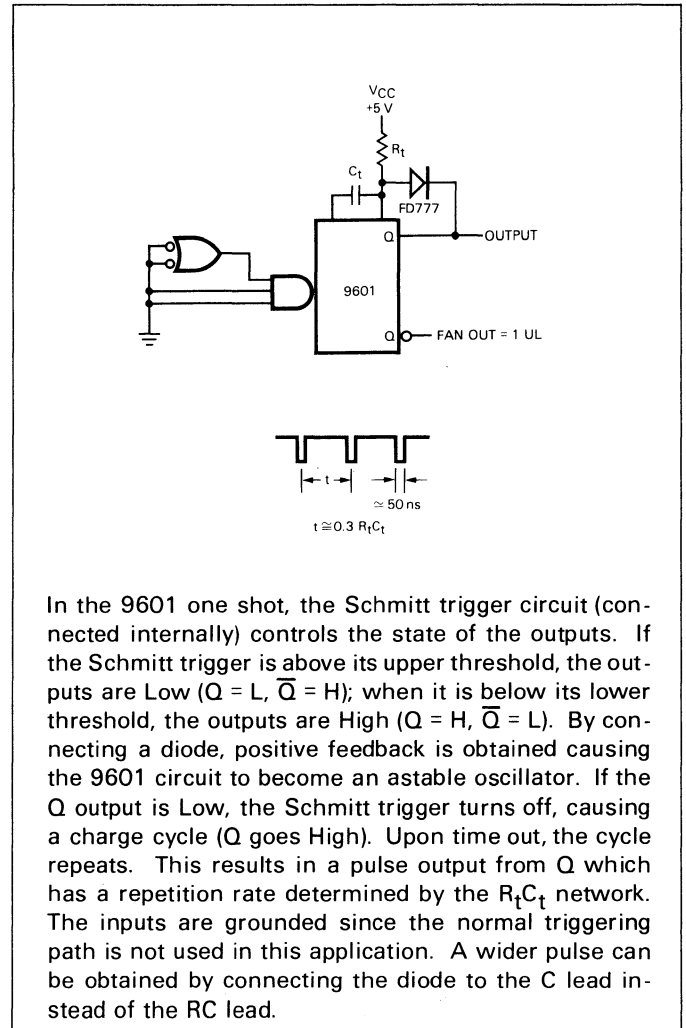 VCC
+5 V
Rt
Ct
FD777
Q
OUTPUT
9601
Q
FAN OUT = 1 UL
t
≃ 50 ns
t ≅ 0.3 RtCt
In the 9601 one shot, the Schmitt trigger circuit (con-
nected internally) controls the state of the outputs. If
the Schmitt trigger is above its upper threshold, the out-
puts are Low (Q = L, Q̅ = H); when it is below its lower
threshold, the outputs are High (Q = H, Q̅ = L). By con-
necting a diode, positive feedback is obtained causing
the 9601 circuit to become an astable oscillator. If the
Q output is Low, the Schmitt trigger turns off, causing
a charge cycle (Q goes High). Upon time out, the cycle
repeats. This results in a pulse output from Q which
has a repetition rate determined by the RtCt network.
The inputs are grounded since the normal triggering
path is not used in this application. A wider pulse can
be obtained by connecting the diode to the C lead in-
stead of the RC lead.